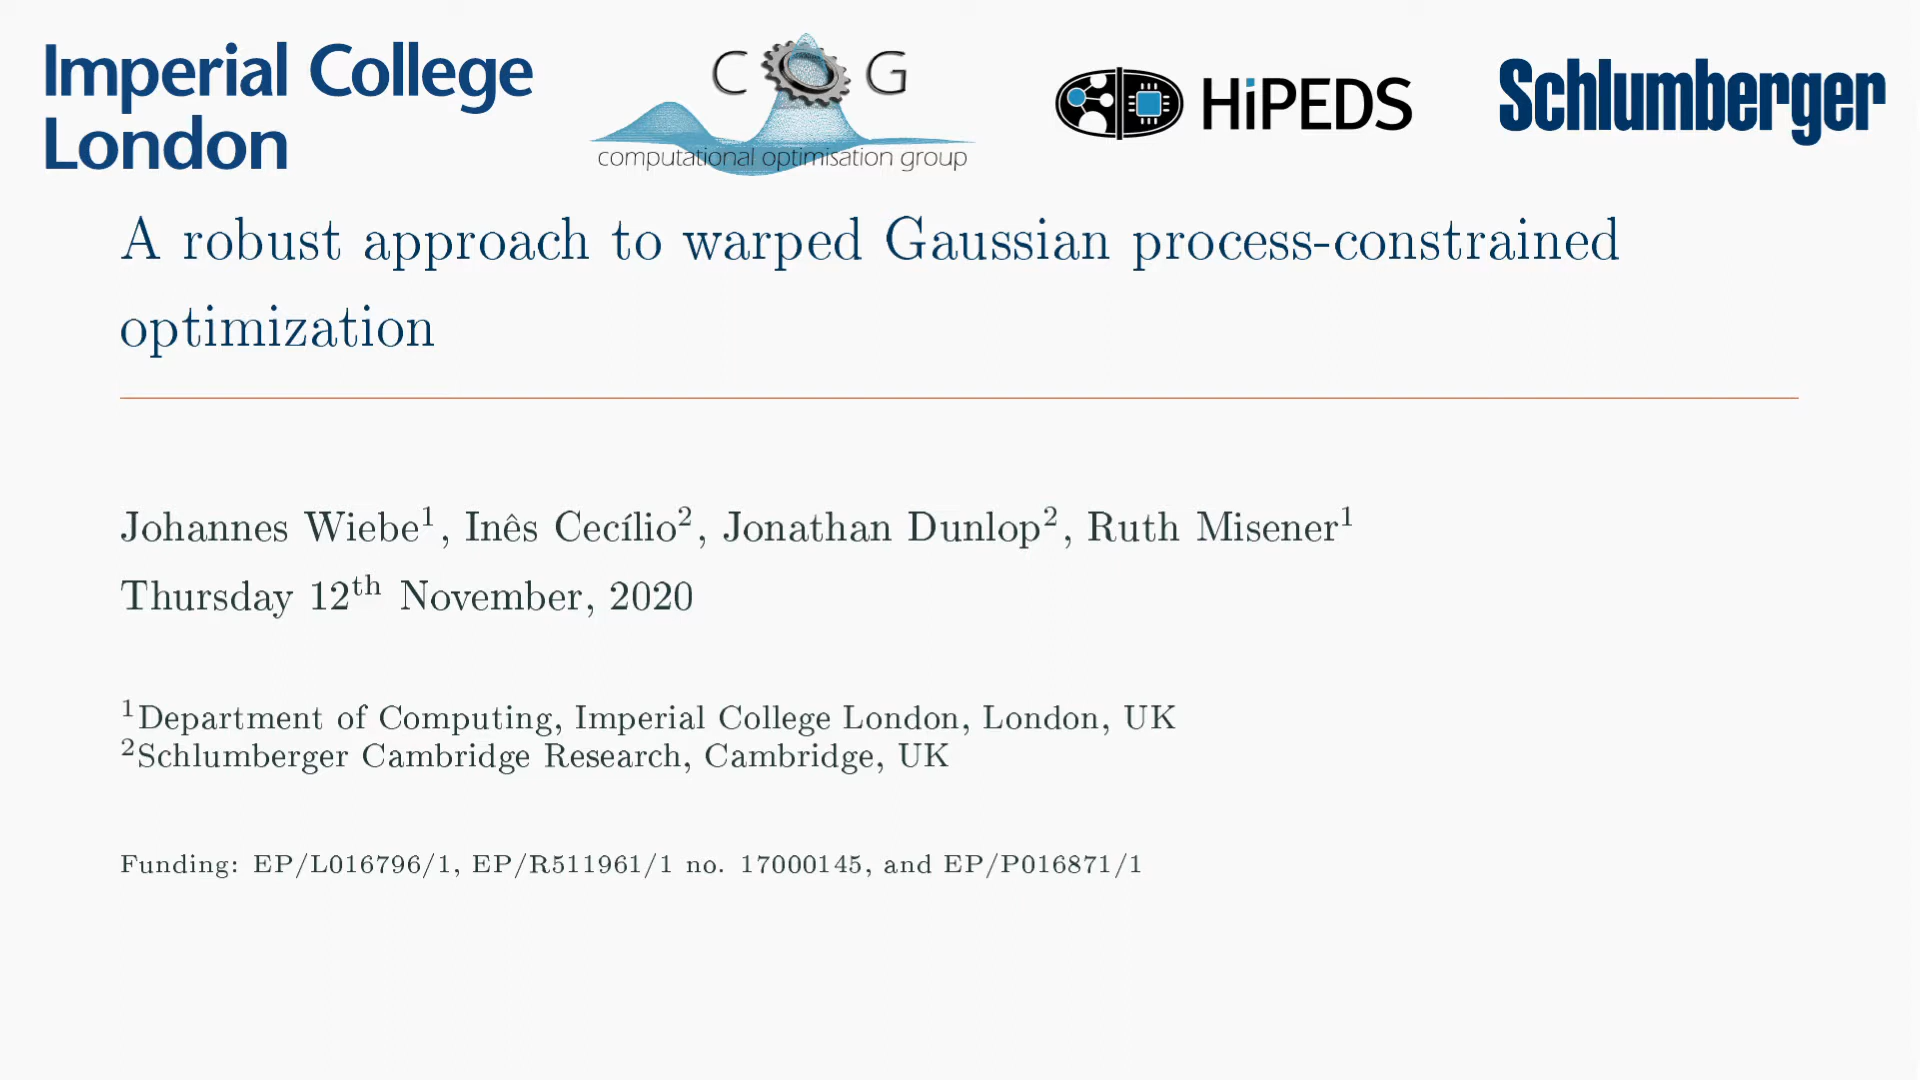 Imperial College
London
C G
computational optimisation group
HiPEDS
Schlumberger
A robust approach to warped Gaussian process-constrained
optimization
Johannes Wiebe¹, Inês Cecílio², Jonathan Dunlop², Ruth Misener¹
Thursday 12ᵗʰ November, 2020
¹Department of Computing, Imperial College London, London, UK
²Schlumberger Cambridge Research, Cambridge, UK
Funding: EP/L016796/1, EP/R511961/1 no. 17000145, and EP/P016871/1